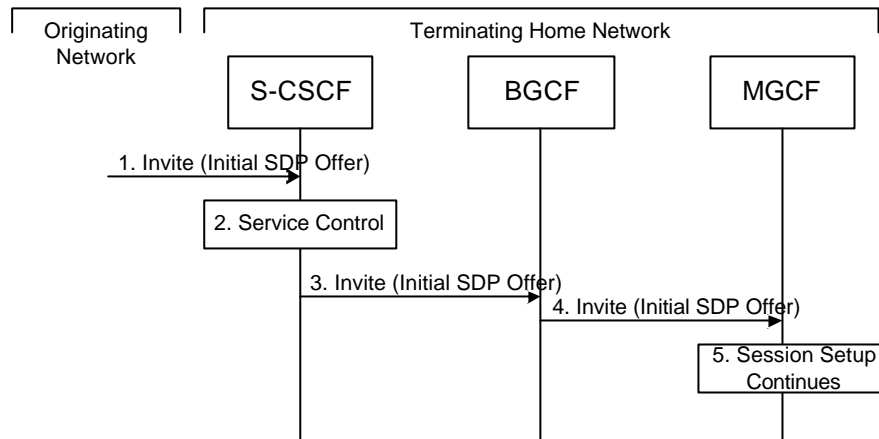 Originating
Network
Terminating Home Network
S-CSCF
BGCF
MGCF
1. Invite (Initial SDP Offer)
2. Service Control
3. Invite (Initial SDP Offer)
4. Invite (Initial SDP Offer)
5. Session Setup
Continues